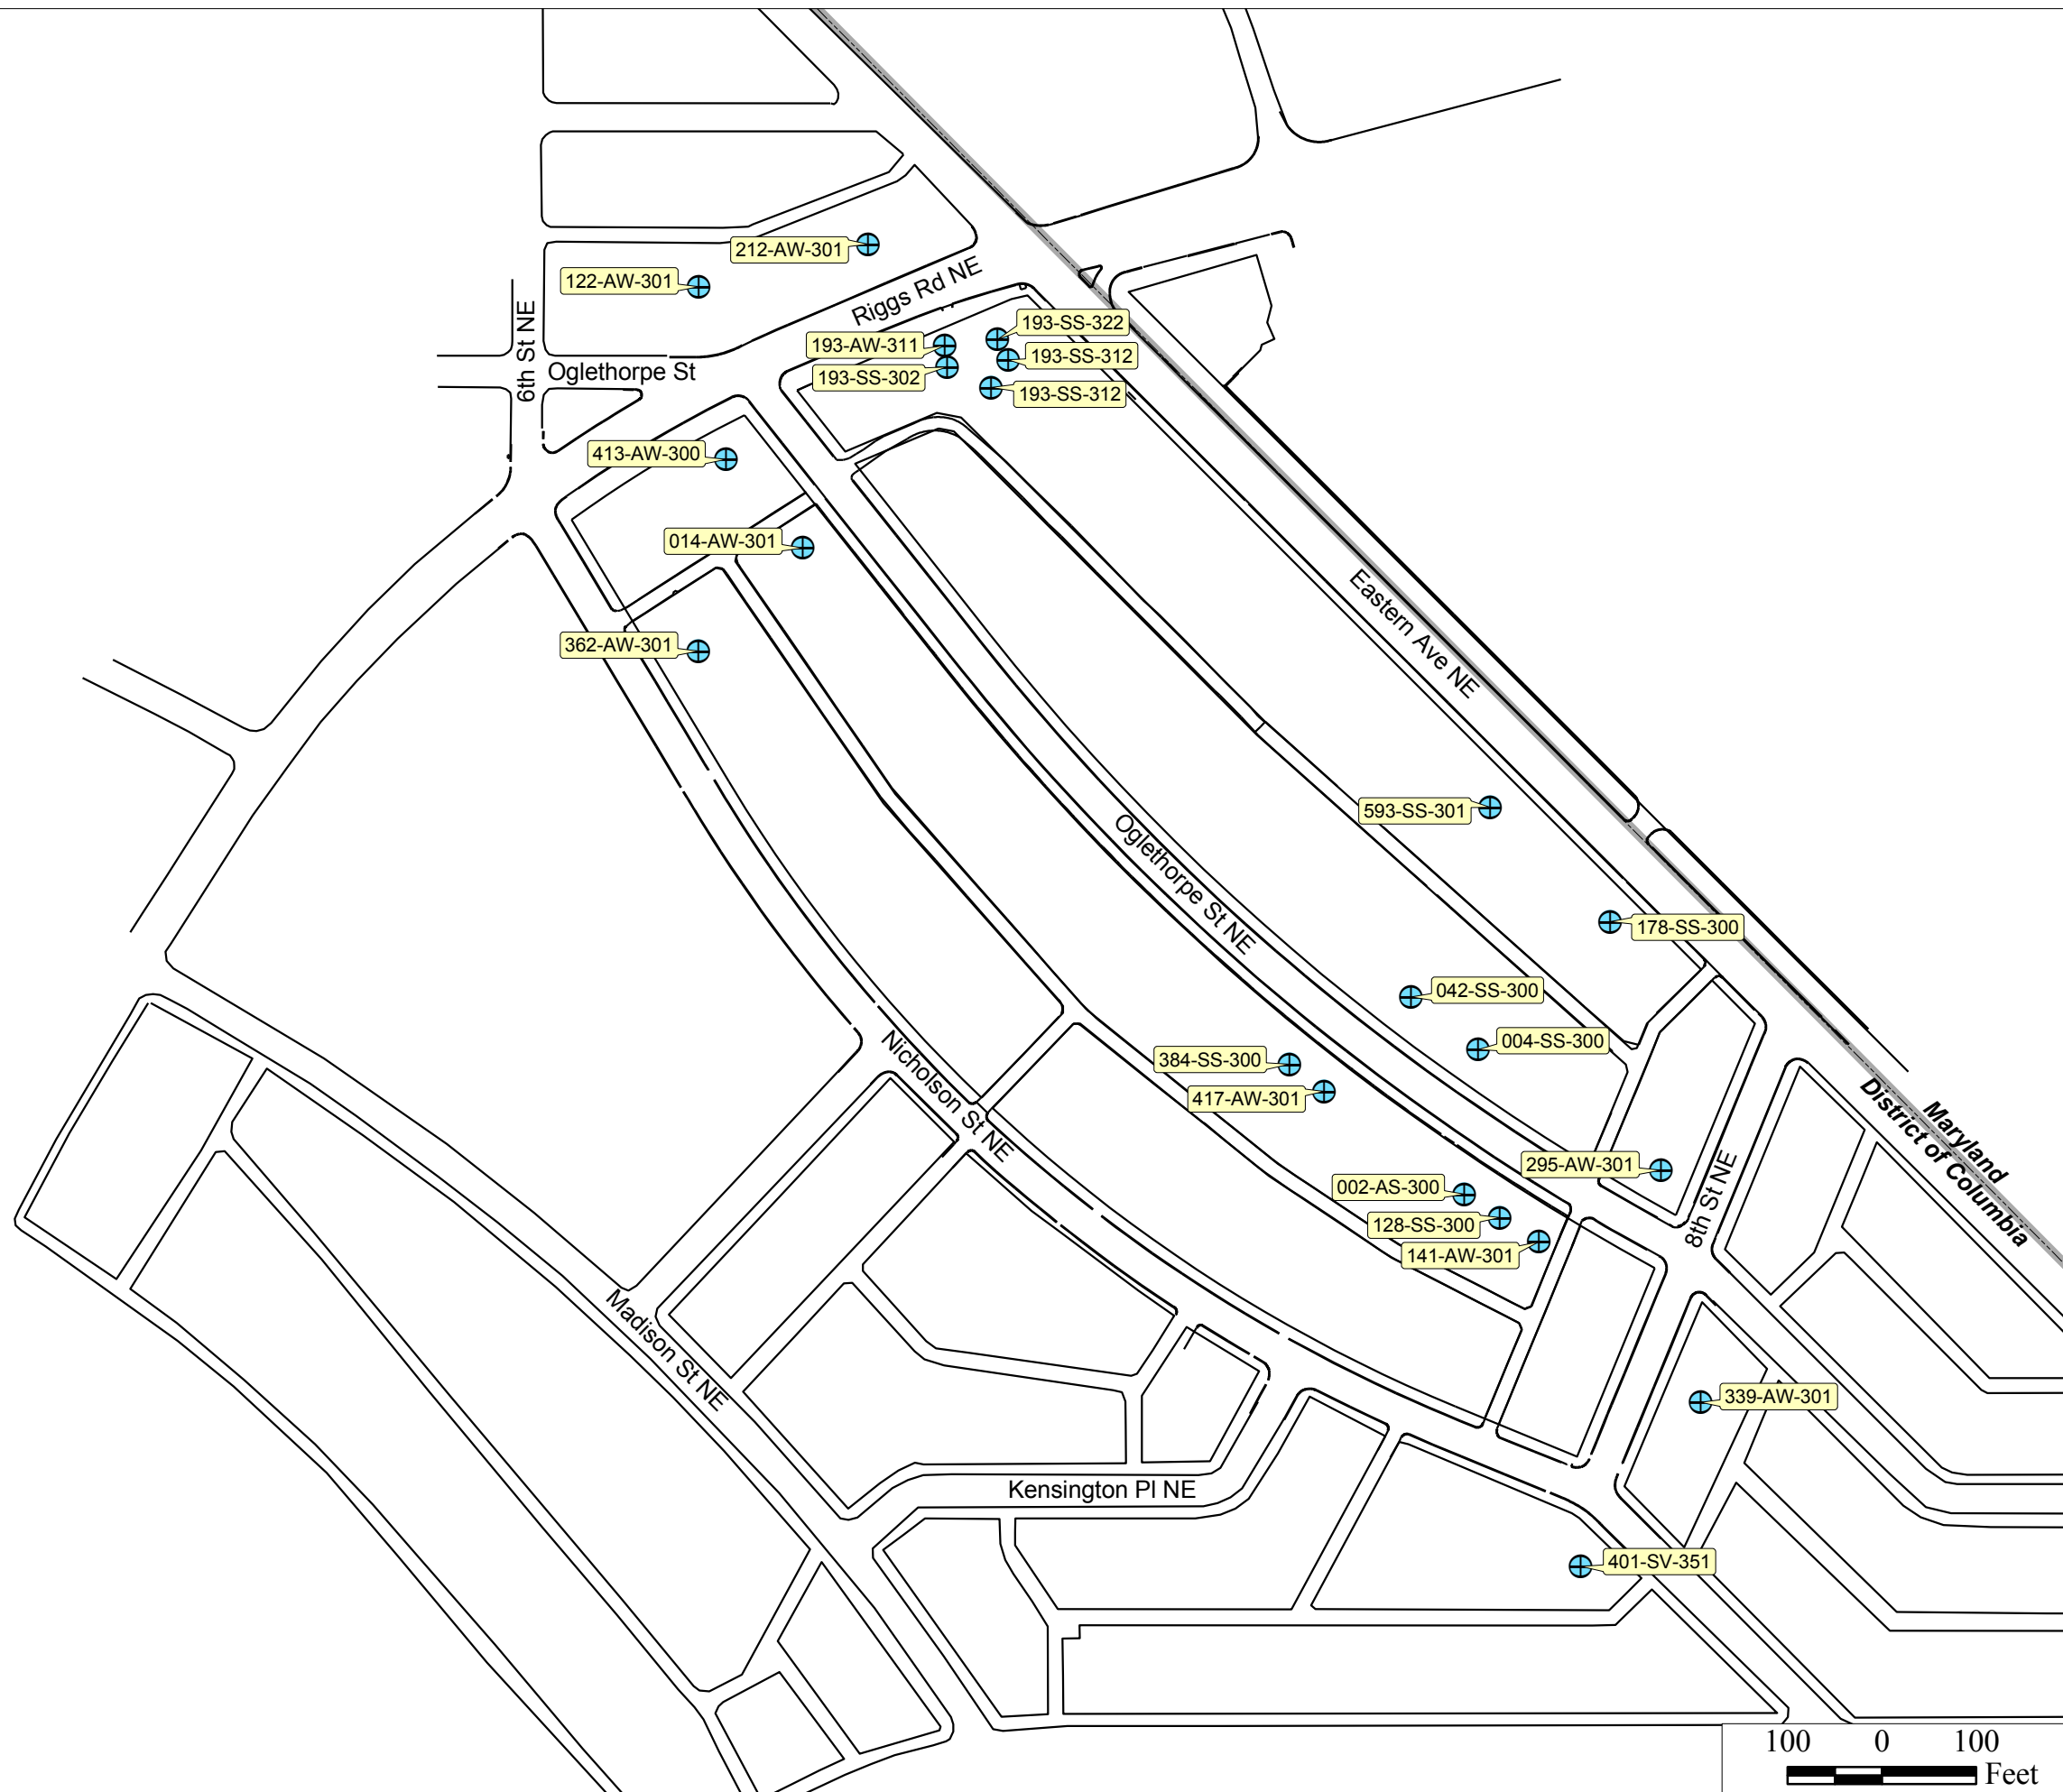 212-AW-301
122-AW-301
Riggs Rd NE
6th St NE
193-SS-322
193-AW-311
193-SS-312
Oglethorpe St
193-SS-302
193-SS-312
413-AW-300
014-AW-301
362-AW-301
Eastern Ave NE
593-SS-301
Oglethorpe St NE
178-SS-300
042-SS-300
004-SS-300
384-SS-300
417-AW-301
Nicholson St NE
Maryland
District of Columbia
295-AW-301
8th St NE
002-AS-300
128-SS-300
141-AW-301
Madison St NE
339-AW-301
Kensington Pl NE
401-SV-351
100 0 100
Feet